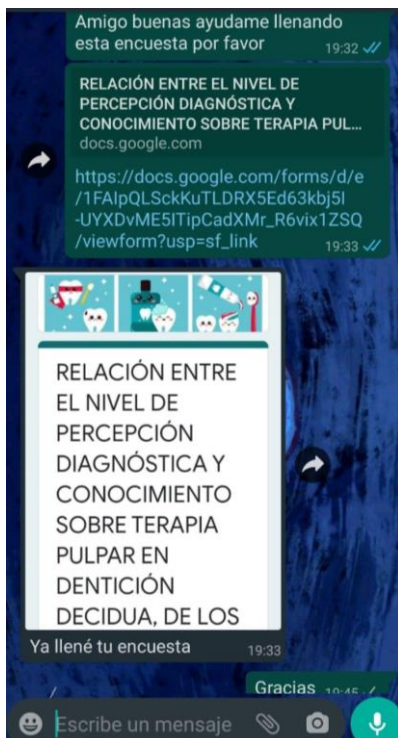 Amigo buenas ayudame llenando
esta encuesta por favor
19:32
RELACIÓN ENTRE EL NIVEL DE
PERCEPCIÓN DIAGNÓSTICA Y
CONOCIMIENTO SOBRE TERAPIA PUL...
docs.google.com
https://docs.google.com/forms/d/e
/1FAIpQLSckKuTLDRX5Ed63kbj5I
-UYXDvME5ITipCadXMr_R6vix1ZSQ
/viewform?usp=sf_link
19:33
RELACIÓN ENTRE
EL NIVEL DE
PERCEPCIÓN
DIAGNÓSTICA Y
CONOCIMIENTO
SOBRE TERAPIA
PULPAR EN
DENTICIÓN
DECIDUA, DE LOS
Ya llené tu encuesta
19:33
Gracias 19:45
Escribe un mensaje